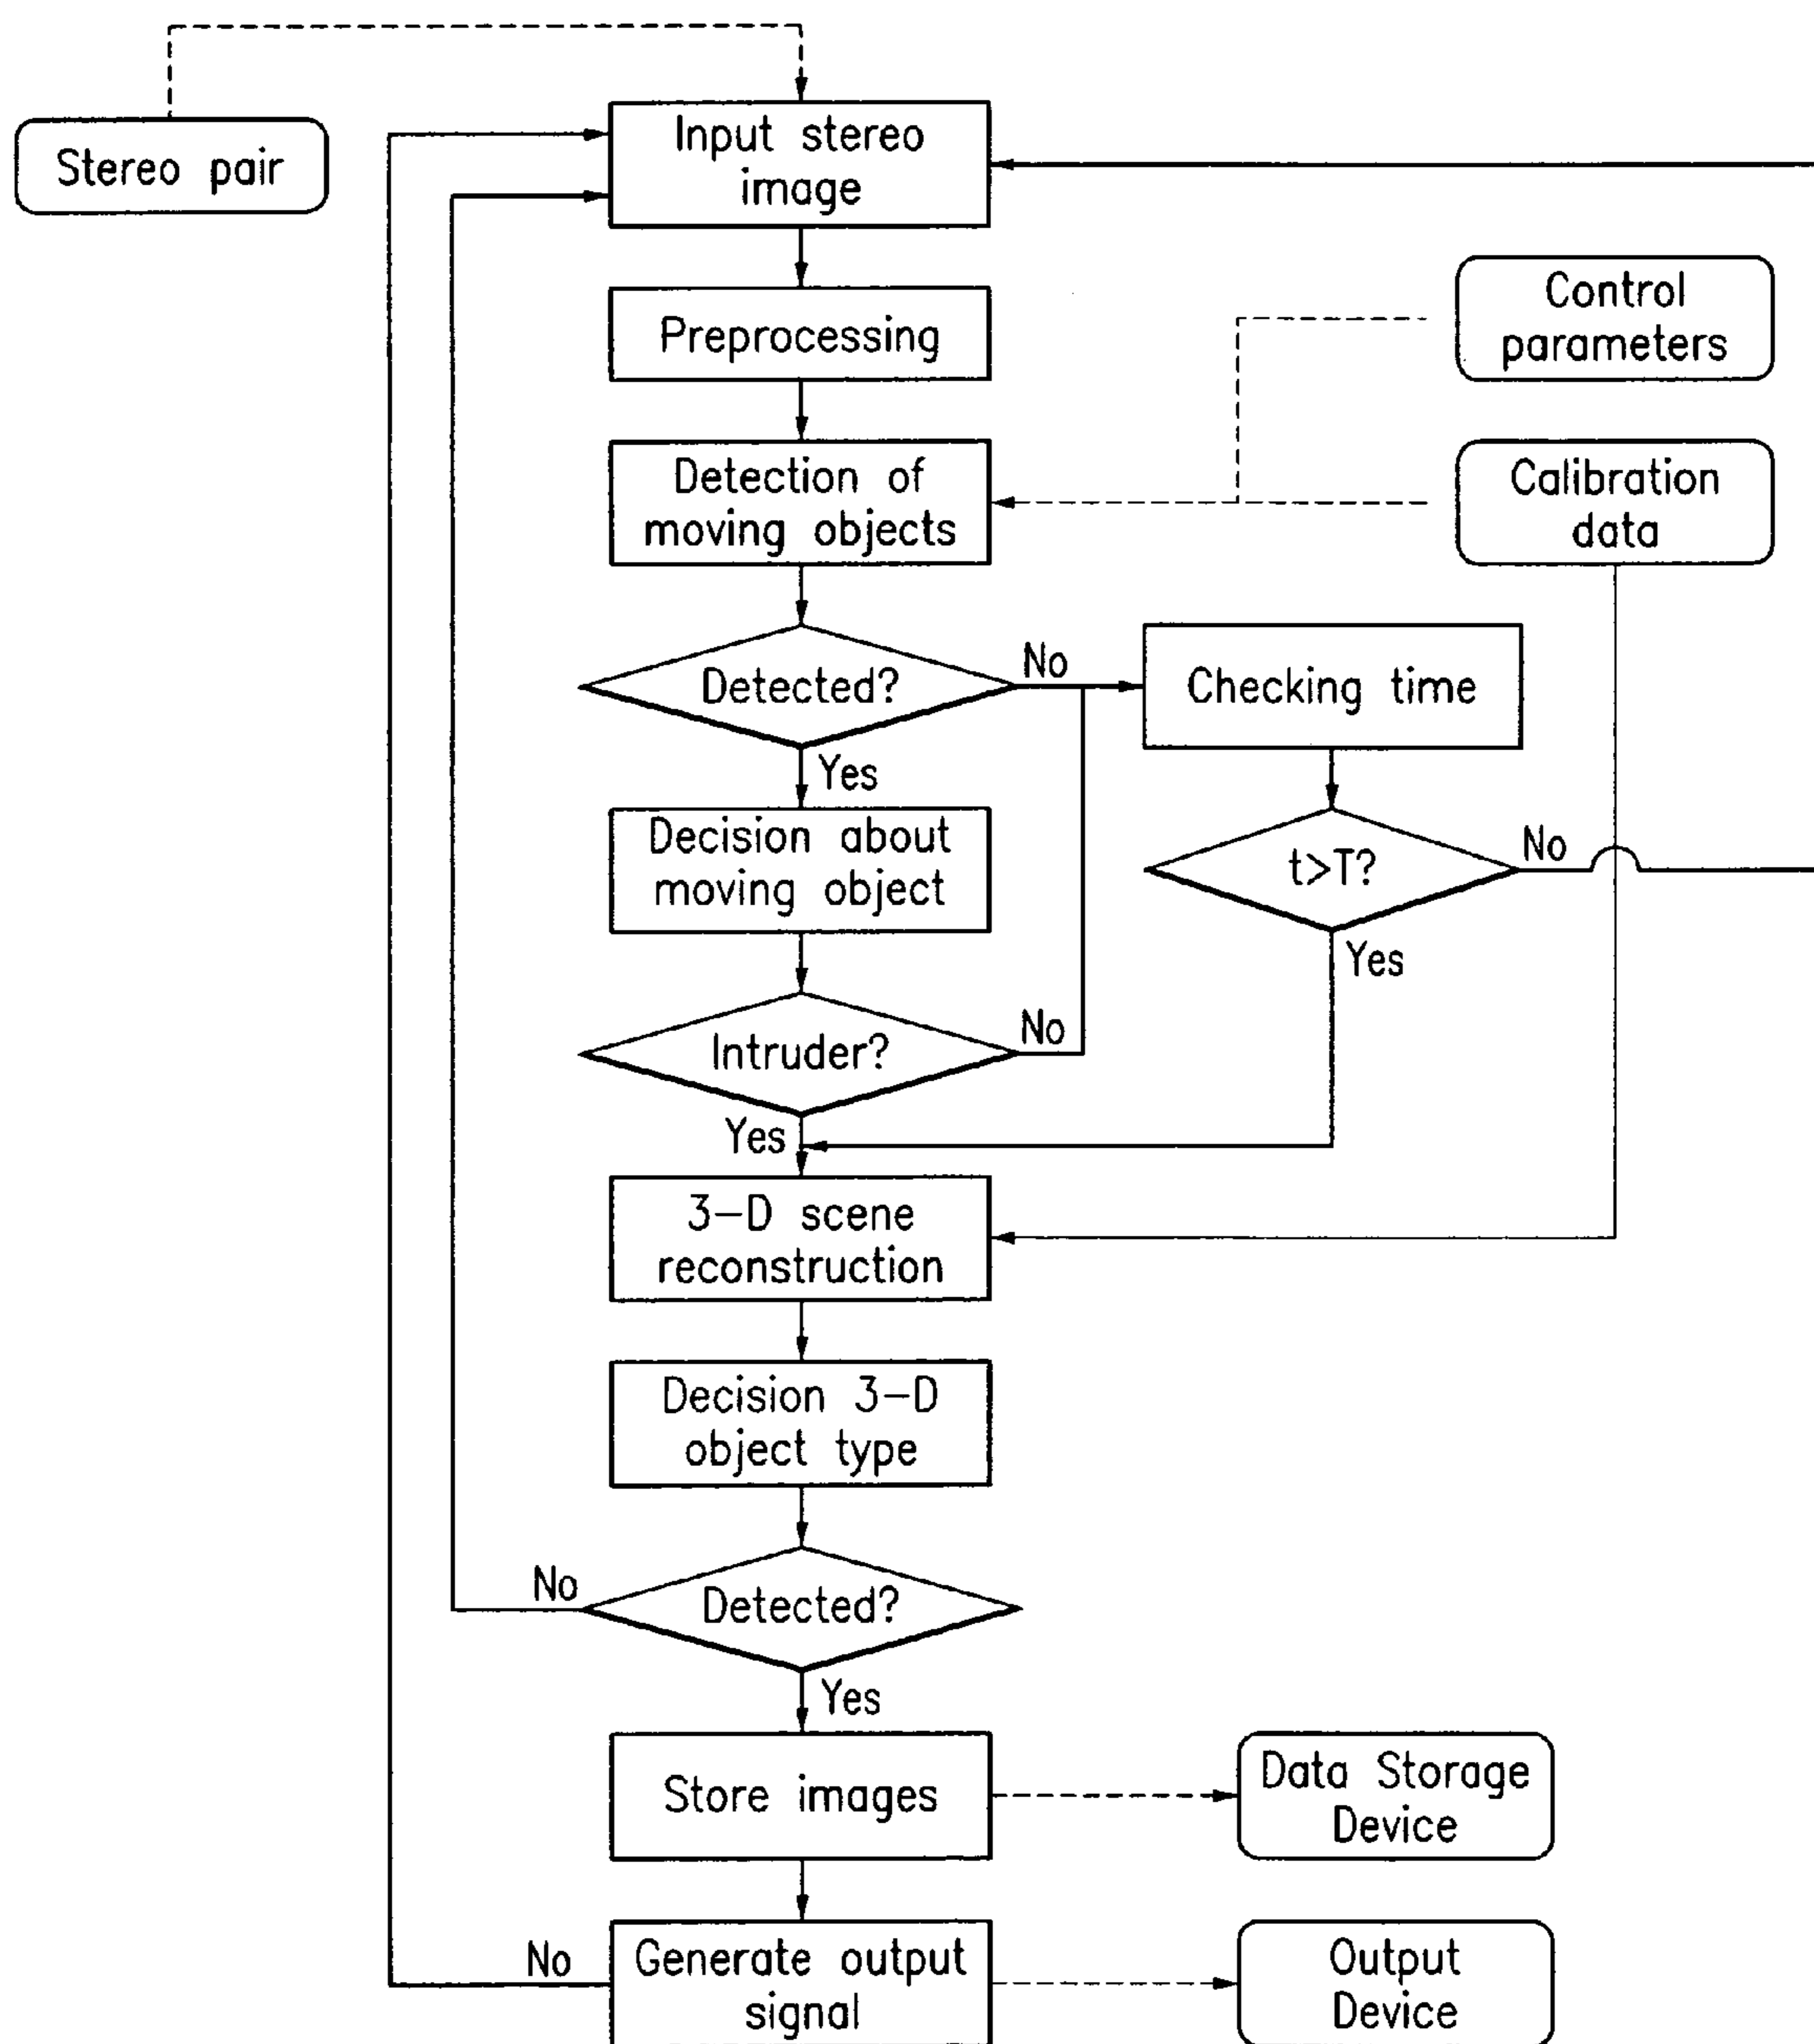 Stereo pair
Input stereo
image
Preprocessing
Control
parameters
Detection of
moving objects
Calibration
data
Detected?
No
Checking time
Yes
Decision about
moving object
t>T?
No
Yes
Intruder?
No
Yes
3-D scene
reconstruction
Decision 3-D
object type
No
Detected?
Yes
Store images
Data Storage
Device
No
Generate output
signal
Output
Device